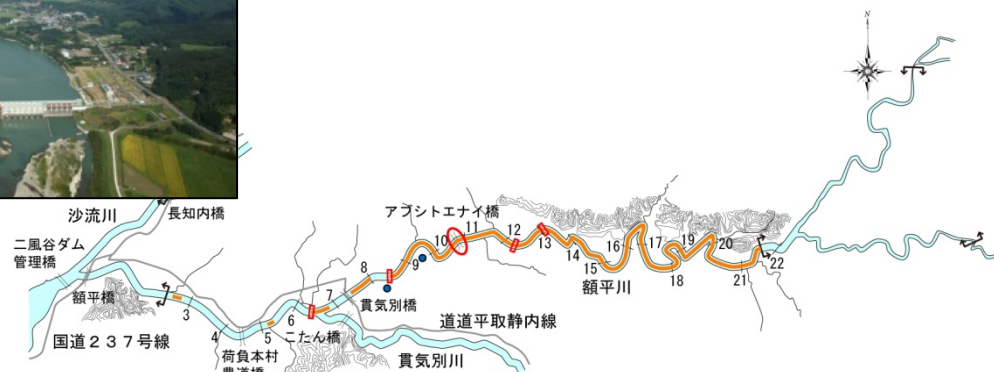 N
沙流川
長知内橋
二風谷ダム
管理橋
額平橋
国道237号線
3
4
5
荷負本村
農道橋
6
こたん橋
7
8
貫気別橋
9
10
アブシトエナイ橋
11
12
13
14
15
16
17
18
19
20
21
22
額平川
道道平取静内線
貫気別川